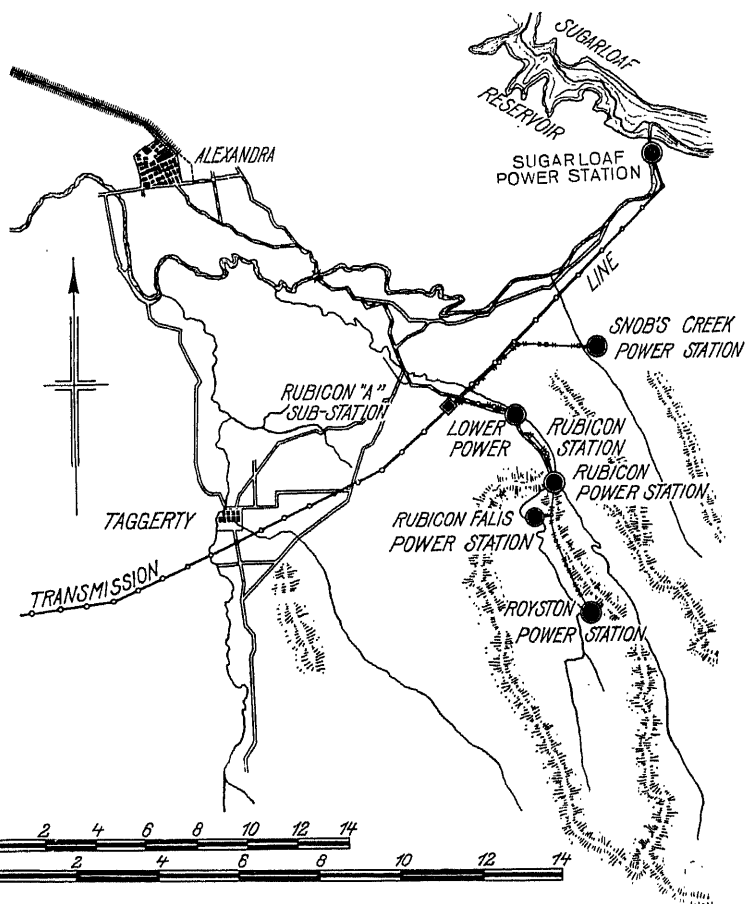 SUGARLOAF
RESERVOIR
ALEXANDRA
SUGARLOAF
POWER STATION
LINE
SNOB'S CREEK
POWER STATION
RUBICON "A"
SUB-STATION
LOWER RUBICON
POWER STATION
RUBICON
POWER STATION
TAGGERTY
RUBICON FALLS
POWER STATION
TRANSMISSION
ROYSTON
POWER STATION
2 4 6 8 10 12 14
2 4 6 8 10 12 14